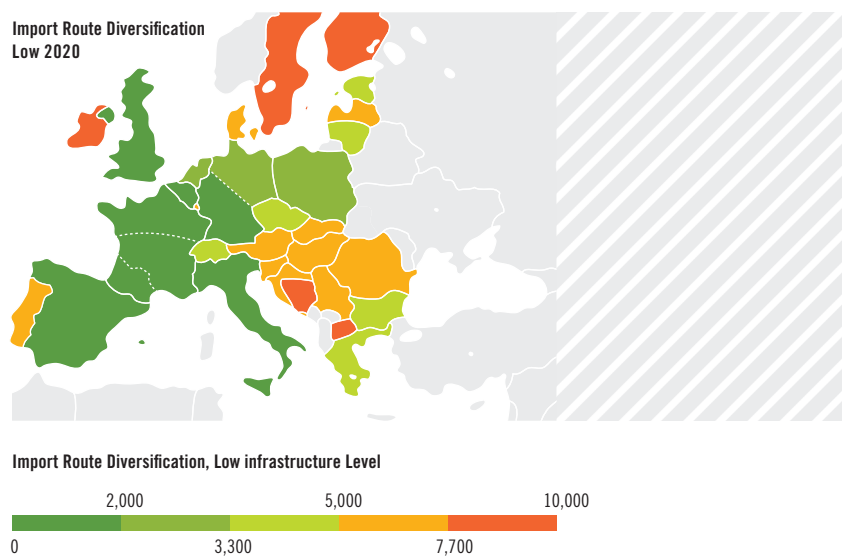 Import Route Diversification
Low 2020
Import Route Diversification, Low infrastructure Level
2,000 5,000 10,000
0 3,300 7,700